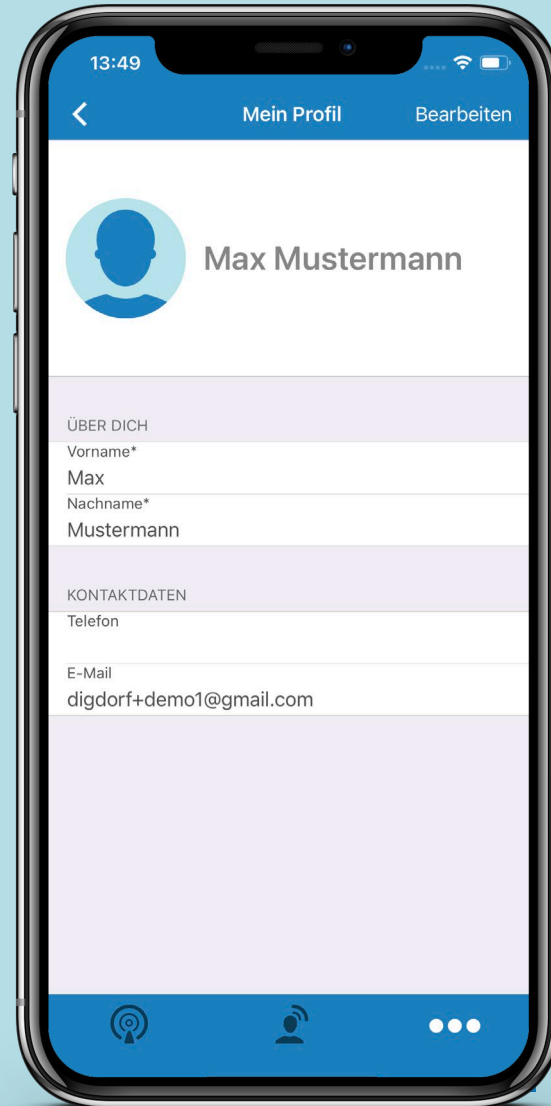 13:49
Mein Profil
Bearbeiten
Max Mustermann
ÜBER DICH
Vorname*
Max
Nachname*
Mustermann
KONTAKTDATEN
Telefon
E-Mail
digdorf+demo1@gmail.com